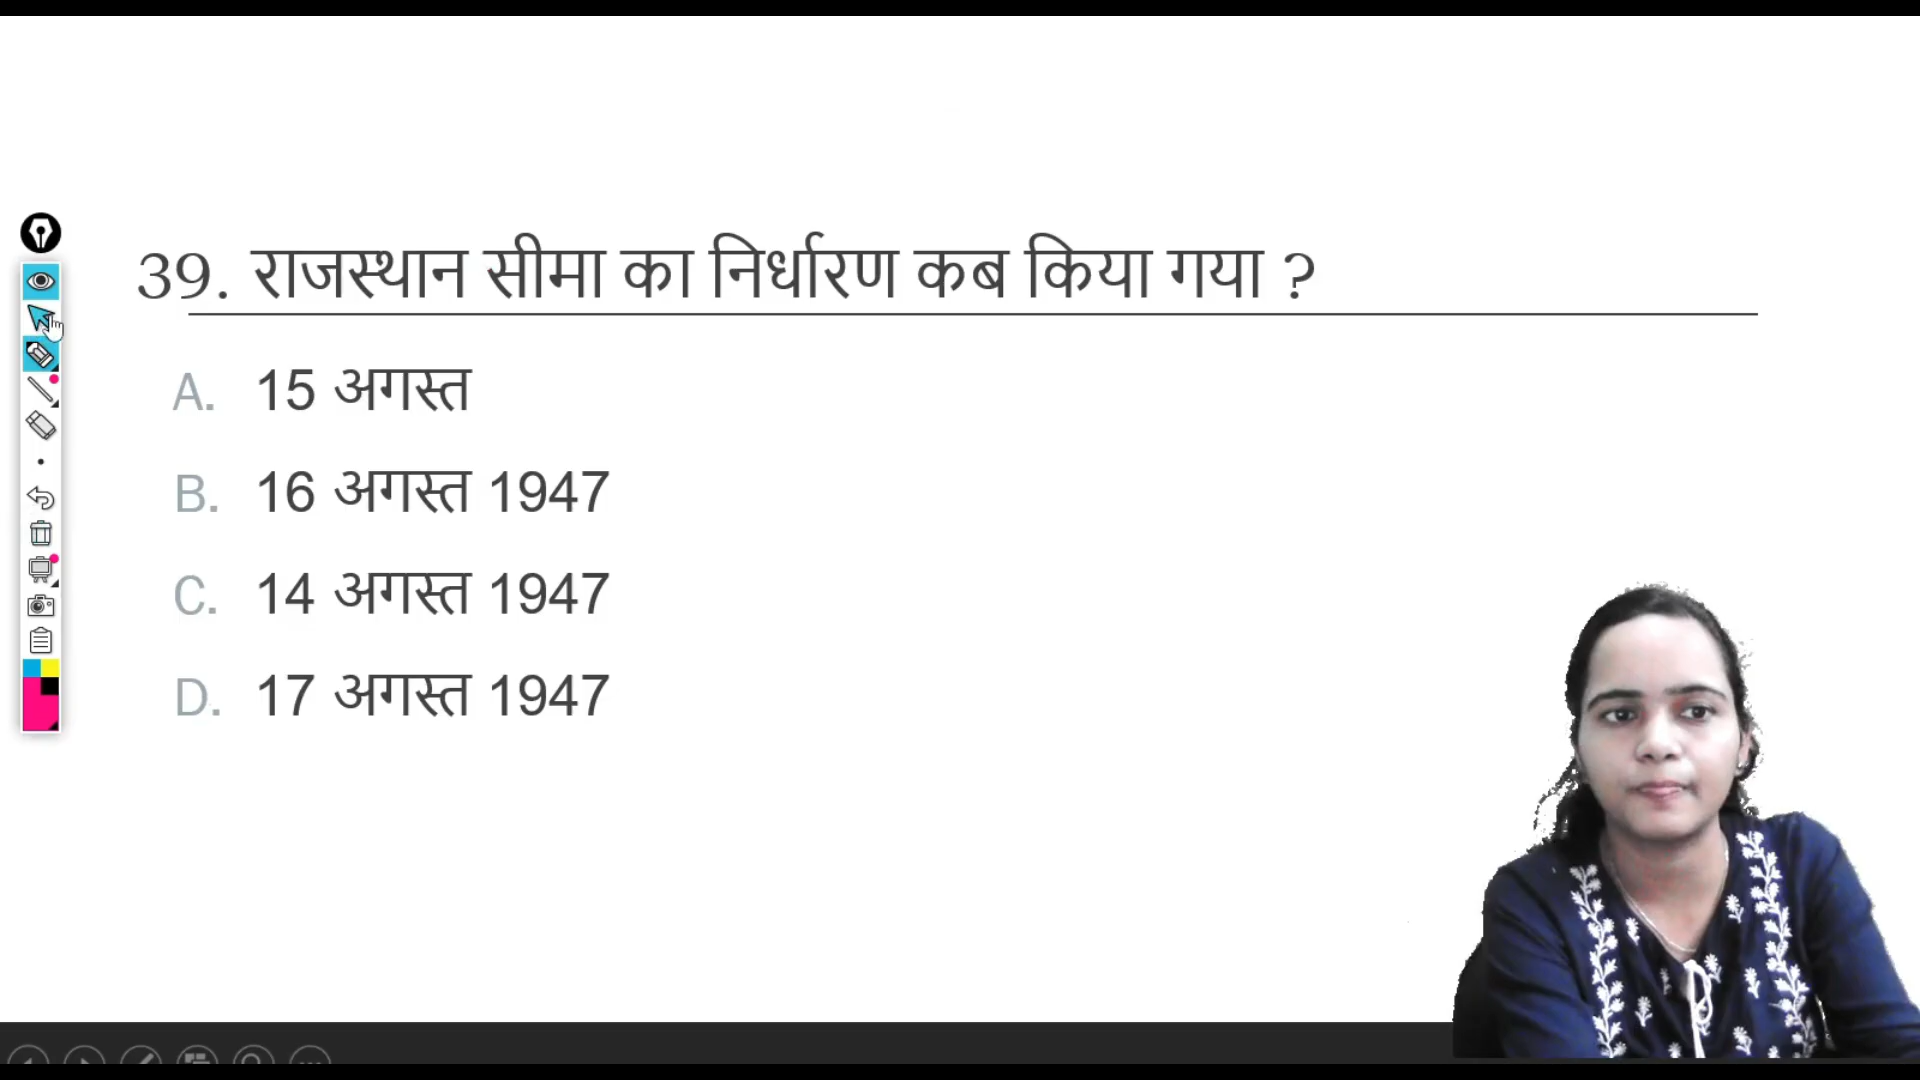 39. राजस्थान सीमा का निर्धारण कब किया गया ?
A. 15 अगस्त
B. 16 अगस्त 1947
C. 14 अगस्त 1947
D. 17 अगस्त 1947